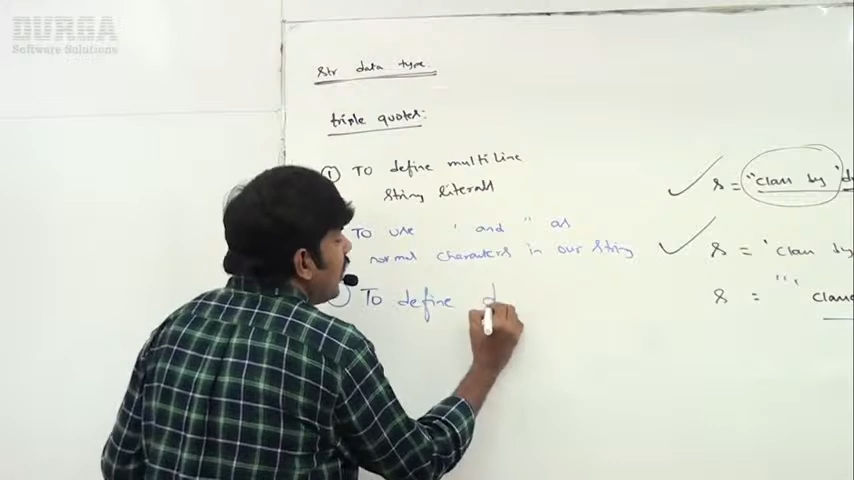 DURGA
Software Solutions
str data type
triple quotes:
① To define multiline
string literals
To use ' and " as
normal characters in our string
To define d
s = "class by 'du
s = 'class by
s = ''' class